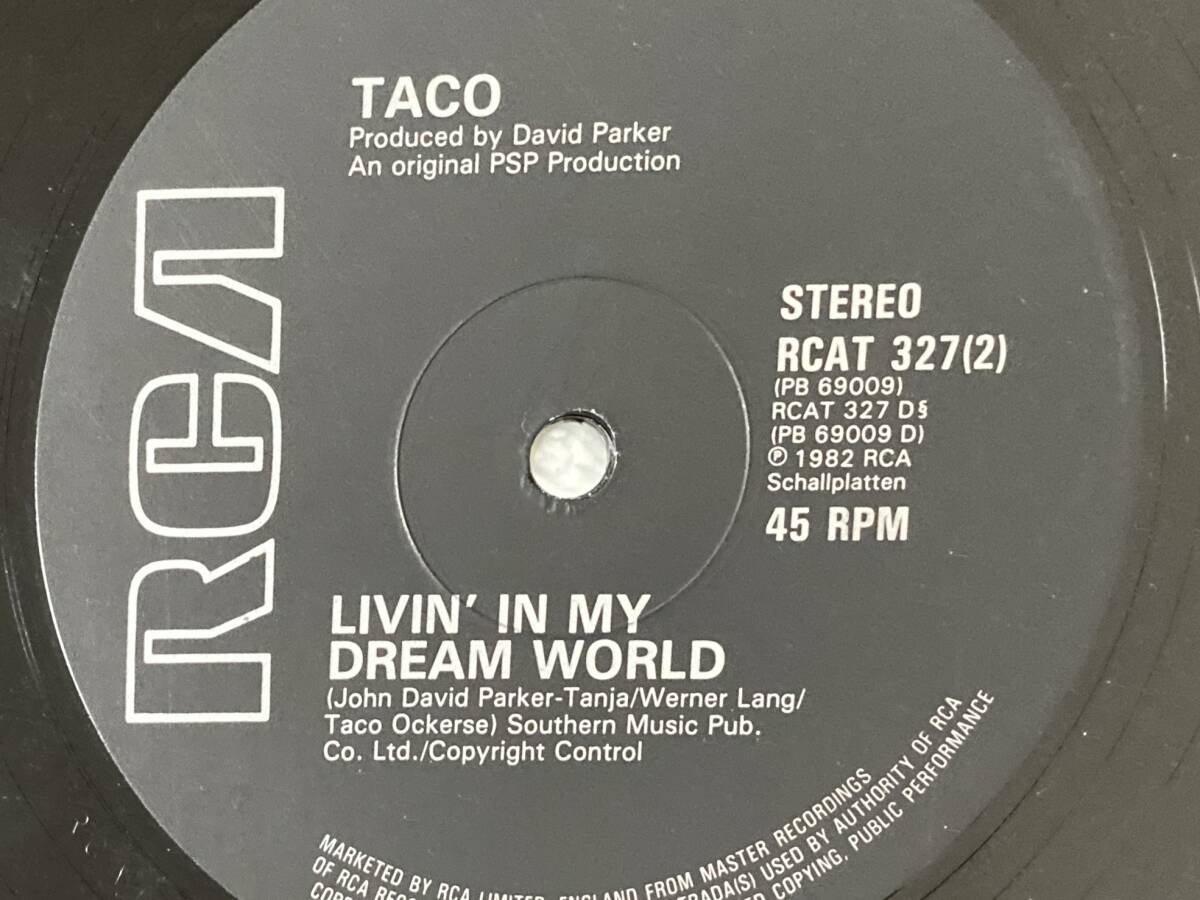 TACO
Produced by David Parker
An original PSP Production
RCA
STEREO
RCAT 327(2)
(PB 69009)
RCAT 327 D§
(PB 69009 D)
℗ 1982 RCA
Schallplatten
45 RPM
LIVIN' IN MY
DREAM WORLD
(John David Parker-Tanja/Werner Lang/
Taco Ockerse) Southern Music Pub.
Co. Ltd./Copyright Control
MARKETED BY RCA LIMITED, ENGLAND FROM MASTER RECORDINGS
OF RCA TRADA(S) USED BY AUTHORITY OF RCA
COPYING, PUBLIC PERFORMANCE